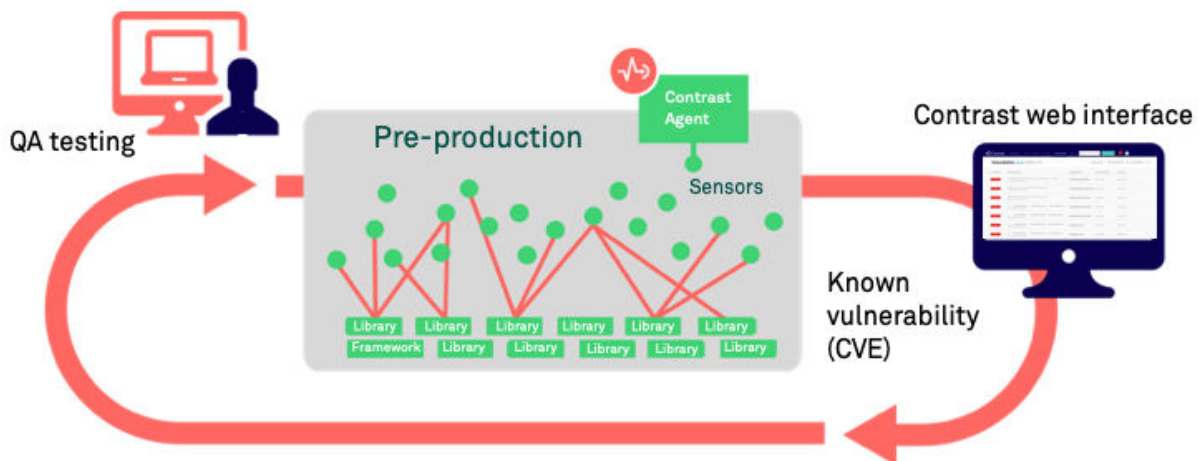 QA testing
Pre-production
Contrast
Agent
Sensors
Library
Library
Library
Library
Library
Library
Framework
Library
Library
Library
Library
Library
Contrast web interface
Known
vulnerability
(CVE)